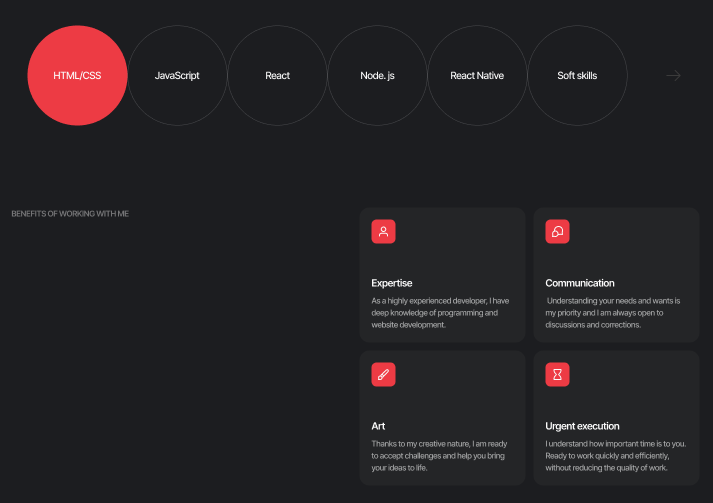 HTML/CSS
JavaScript
React
Node. js
React Native
Soft skills
BENEFITS OF WORKING WITH ME
Expertise
As a highly experienced developer, I have
deep knowledge of programming and
website development.
Communication
Understanding your needs and wants is
my priority and I am always open to
discussions and corrections.
Art
Thanks to my creative nature, I am ready
to accept challenges and help you bring
your ideas to life.
Urgent execution
I understand how important time is to you.
Ready to work quickly and efficiently,
without reducing the quality of work.